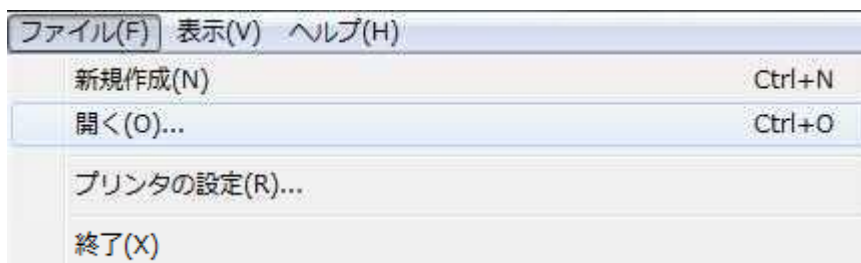 ファイル(F) 表示(V) ヘルプ(H)
新規作成(N) Ctrl+N
開く(O)... Ctrl+O
プリンタの設定(R)...
終了(X)